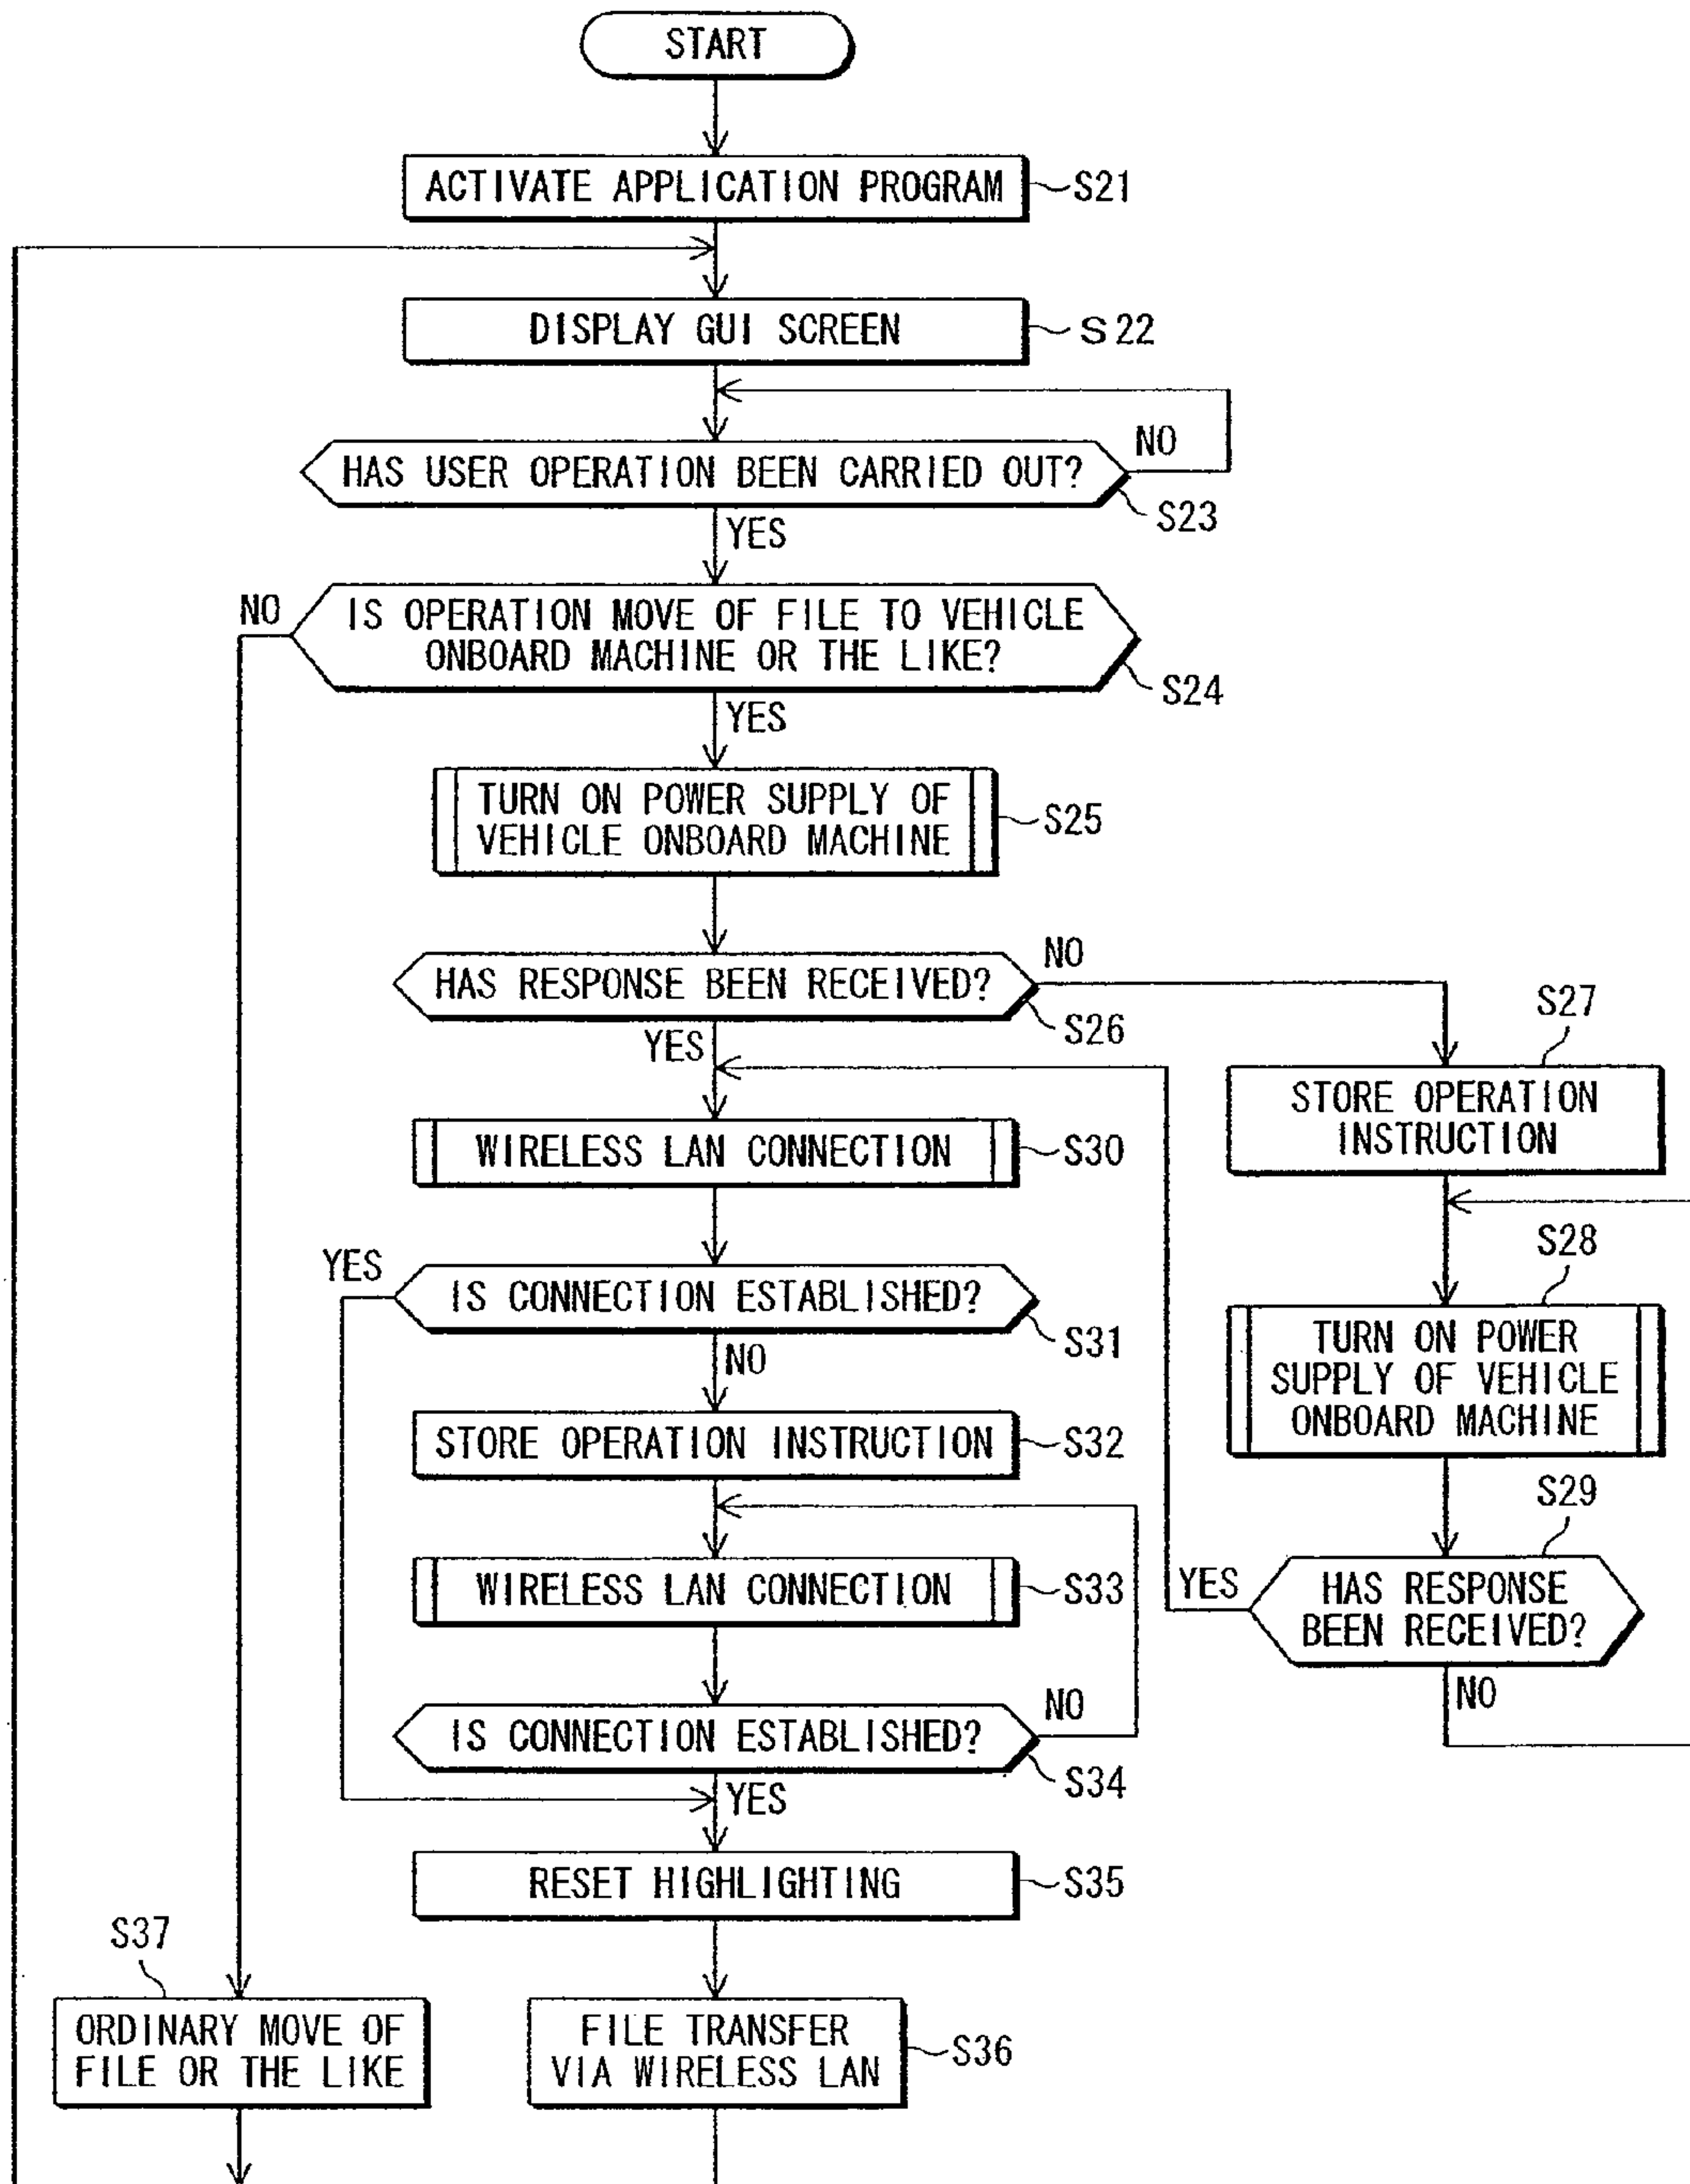 START
ACTIVATE APPLICATION PROGRAM
S21
DISPLAY GUI SCREEN
S22
HAS USER OPERATION BEEN CARRIED OUT?
NO
S23
YES
IS OPERATION MOVE OF FILE TO VEHICLE
ONBOARD MACHINE OR THE LIKE?
NO
S24
YES
TURN ON POWER SUPPLY OF
VEHICLE ONBOARD MACHINE
S25
HAS RESPONSE BEEN RECEIVED?
NO
S26
YES
S27
STORE OPERATION
INSTRUCTION
S28
TURN ON POWER
SUPPLY OF VEHICLE
ONBOARD MACHINE
S29
HAS RESPONSE
BEEN RECEIVED?
YES
NO
WIRELESS LAN CONNECTION
S30
YES
IS CONNECTION ESTABLISHED?
S31
NO
STORE OPERATION INSTRUCTION
S32
WIRELESS LAN CONNECTION
S33
IS CONNECTION ESTABLISHED?
NO
S34
YES
RESET HIGHLIGHTING
S35
S37
ORDINARY MOVE OF
FILE OR THE LIKE
FILE TRANSFER
VIA WIRELESS LAN
S36